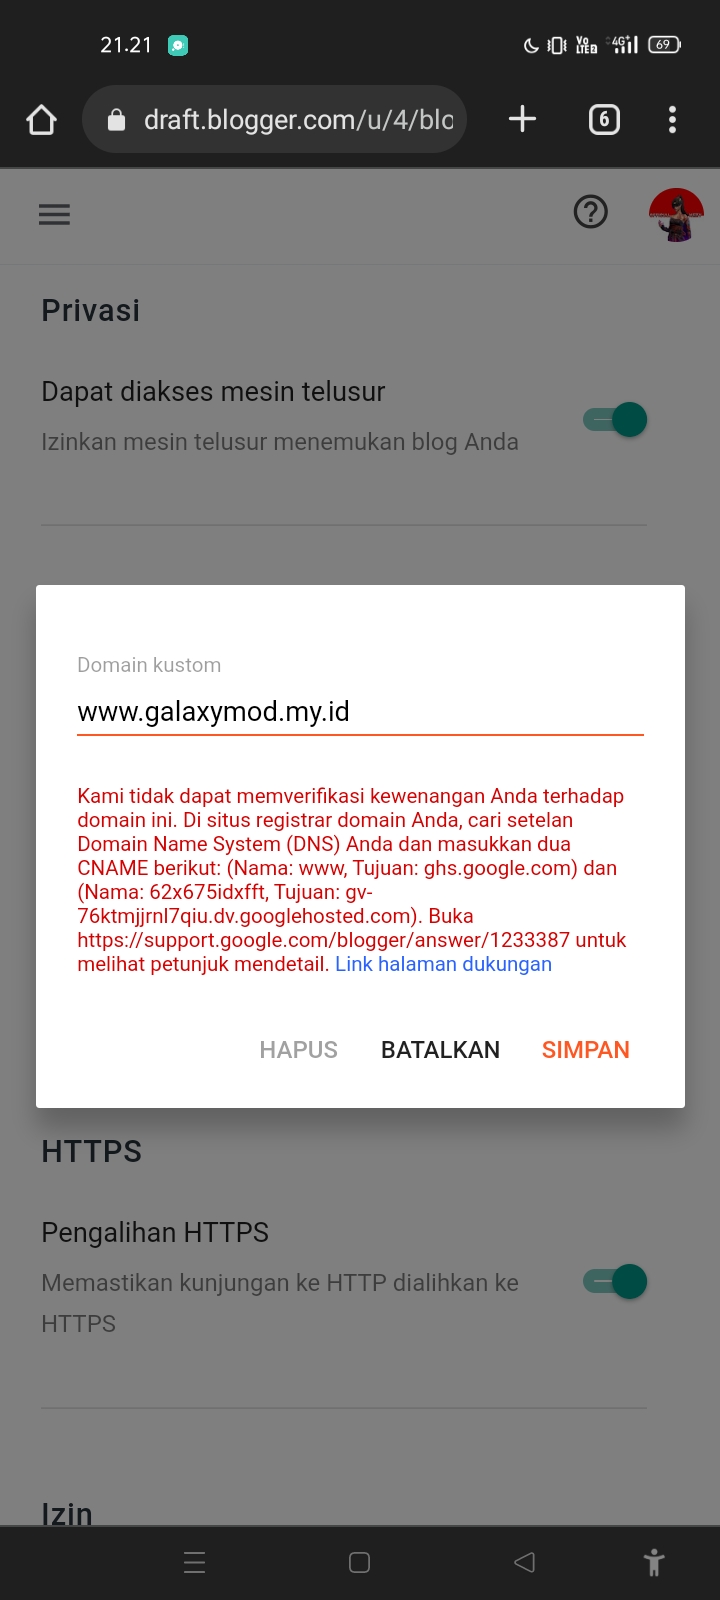 21.21
Vo
LTE2
4G+
69
draft.blogger.com/u/4/blo
6
Privasi
Dapat diakses mesin telusur
Izinkan mesin telusur menemukan blog Anda
Domain kustom
www.galaxymod.my.id
Kami tidak dapat memverifikasi kewenangan Anda terhadap
domain ini. Di situs registrar domain Anda, cari setelan
Domain Name System (DNS) Anda dan masukkan dua
CNAME berikut: (Nama: www, Tujuan: ghs.google.com) dan
(Nama: 62x675idxfft, Tujuan: gv-
76ktmjjrnl7qiu.dv.googlehosted.com). Buka
https://support.google.com/blogger/answer/1233387 untuk
melihat petunjuk mendetail. Link halaman dukungan
HAPUS BATALKAN SIMPAN
HTTPS
Pengalihan HTTPS
Memastikan kunjungan ke HTTP dialihkan ke
HTTPS
Izin